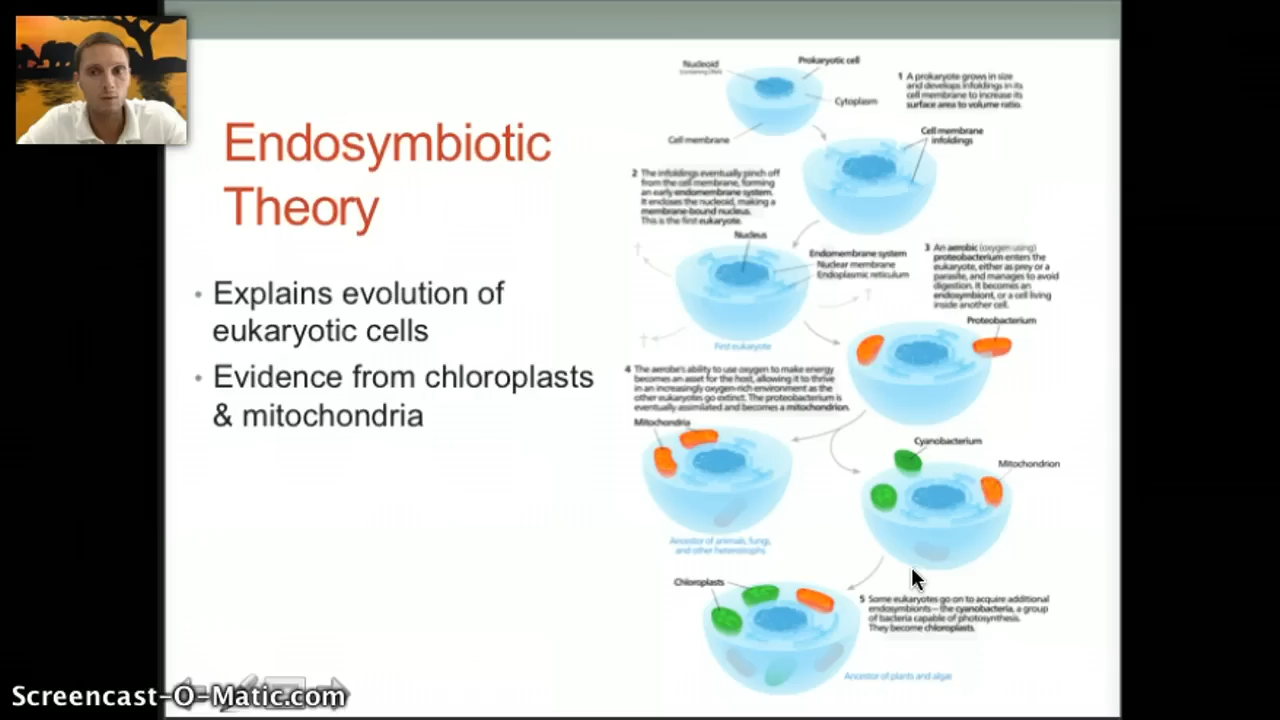 Endosymbiotic
Theory
• Explains evolution of
eukaryotic cells
• Evidence from chloroplasts
& mitochondria
Nucleoid
(containing DNA)
Prokaryotic cell
Cytoplasm
Cell membrane
1 A prokaryote grows in size
and develops infoldings in its
cell membrane to increase its
surface area to volume ratio.
Cell membrane
infoldings
2 The infoldings eventually pinch off
from the cell membrane, forming
an early endomembrane system.
It encloses the nucleoid, making a
membrane-bound nucleus.
This is the first eukaryote.
Nucleus
Endomembrane system
Nuclear membrane
Endoplasmic reticulum
First eukaryote
3 An aerobic (oxygen using)
proteobacterium enters the
eukaryote, either as prey or a
parasite, and manages to avoid
digestion. It becomes an
endosymbiont, or a cell living
inside another cell.
Proteobacterium
4 The aerobe's ability to use oxygen to make energy
becomes an asset for the host, allowing it to thrive
in an increasingly oxygen-rich environment as the
other eukaryotes go extinct. The proteobacterium is
eventually assimilated and becomes a mitochondrion.
Mitochondria
Ancestor of animals, fungi,
and other heterotrophs
Cyanobacterium
Mitochondrion
Chloroplasts
5 Some eukaryotes go on to acquire additional
endosymbionts—the cyanobacteria, a group
of bacteria capable of photosynthesis.
They become chloroplasts.
Ancestor of plants and algae
Screencast-O-Matic.com